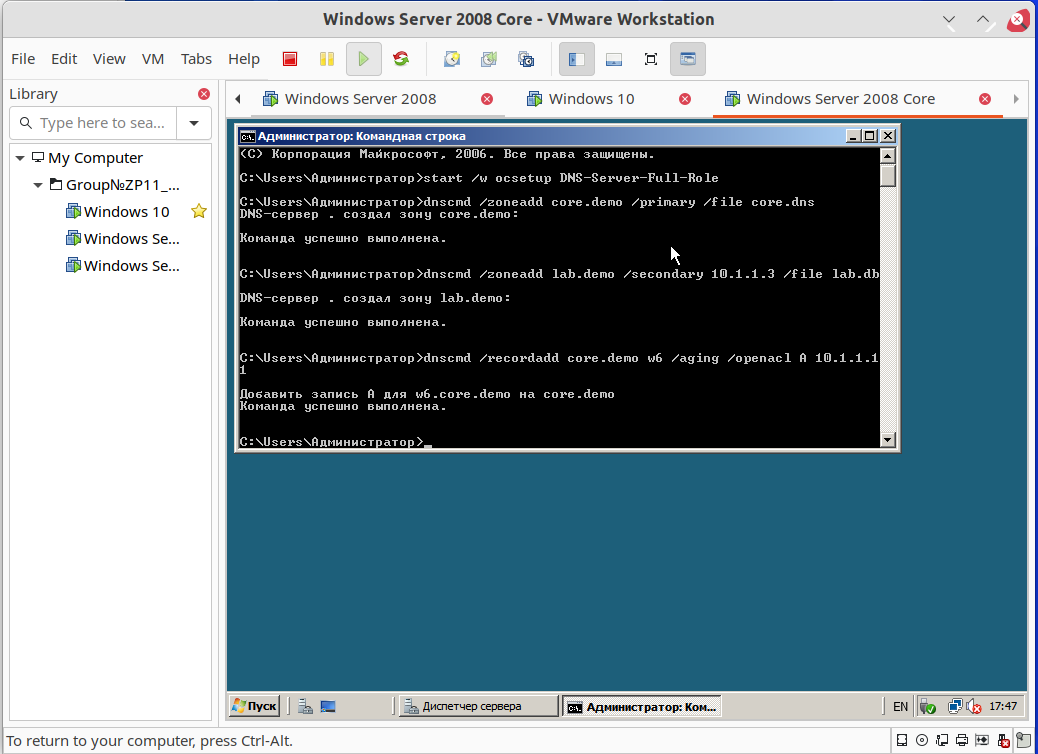 Windows Server 2008 Core - VMware Workstation
File Edit View VM Tabs Help
Library
Type here to sea...
My Computer
Group№ZP11_...
Windows 10
Windows Se...
Windows Se...
Windows Server 2008
Windows 10
Windows Server 2008 Core
Администратор: Командная строка
(C) Корпорация Майкрософт, 2006. Все права защищены.
C:\Users\Администратор>start /w ocsetup DNS-Server-Full-Role
C:\Users\Администратор>dnscmd /zoneadd core.demo /primary /file core.dns
DNS-сервер . создал зону core.demo:
Команда успешно выполнена.
C:\Users\Администратор>dnscmd /zoneadd lab.demo /secondary 10.1.1.3 /file lab.db
DNS-сервер . создал зону lab.demo:
Команда успешно выполнена.
C:\Users\Администратор>dnscmd /recordadd core.demo w6 /aging /openacl A 10.1.1.1
1
Добавить запись A для w6.core.demo на core.demo
Команда успешно выполнена.
C:\Users\Администратор>_
Пуск
Диспетчер сервера
Администратор: Ком...
EN
17:47
To return to your computer, press Ctrl-Alt.